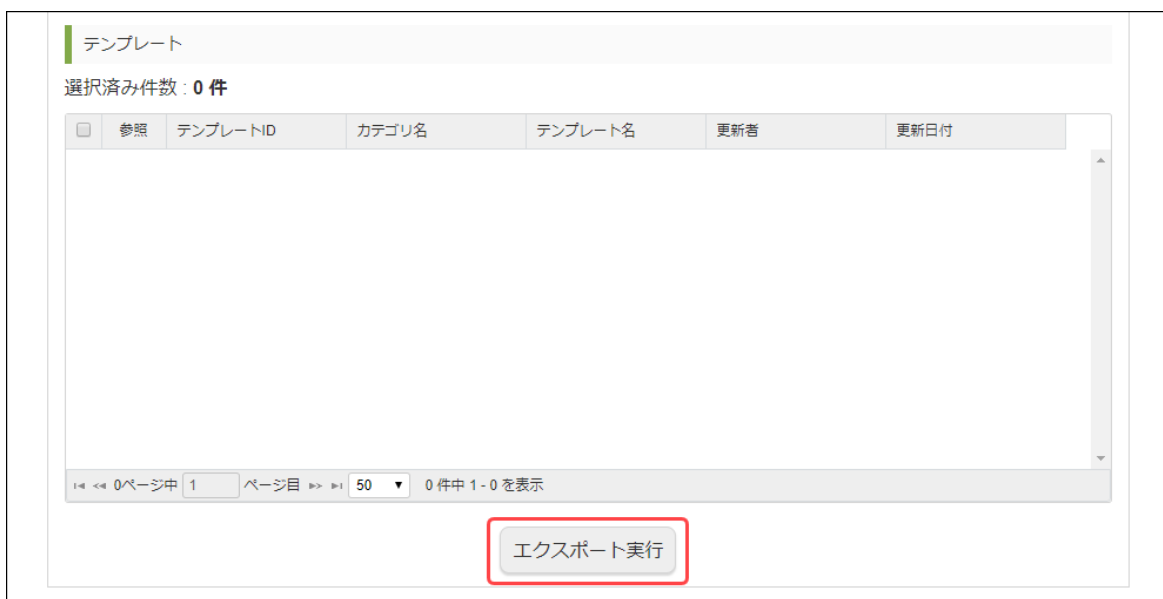 テンプレート
選択済み件数 : 0 件
参照 テンプレートID カテゴリ名 テンプレート名 更新者 更新日付
0ページ中 1 ページ目 50 0 件中 1 - 0 を表示
エクスポート実行